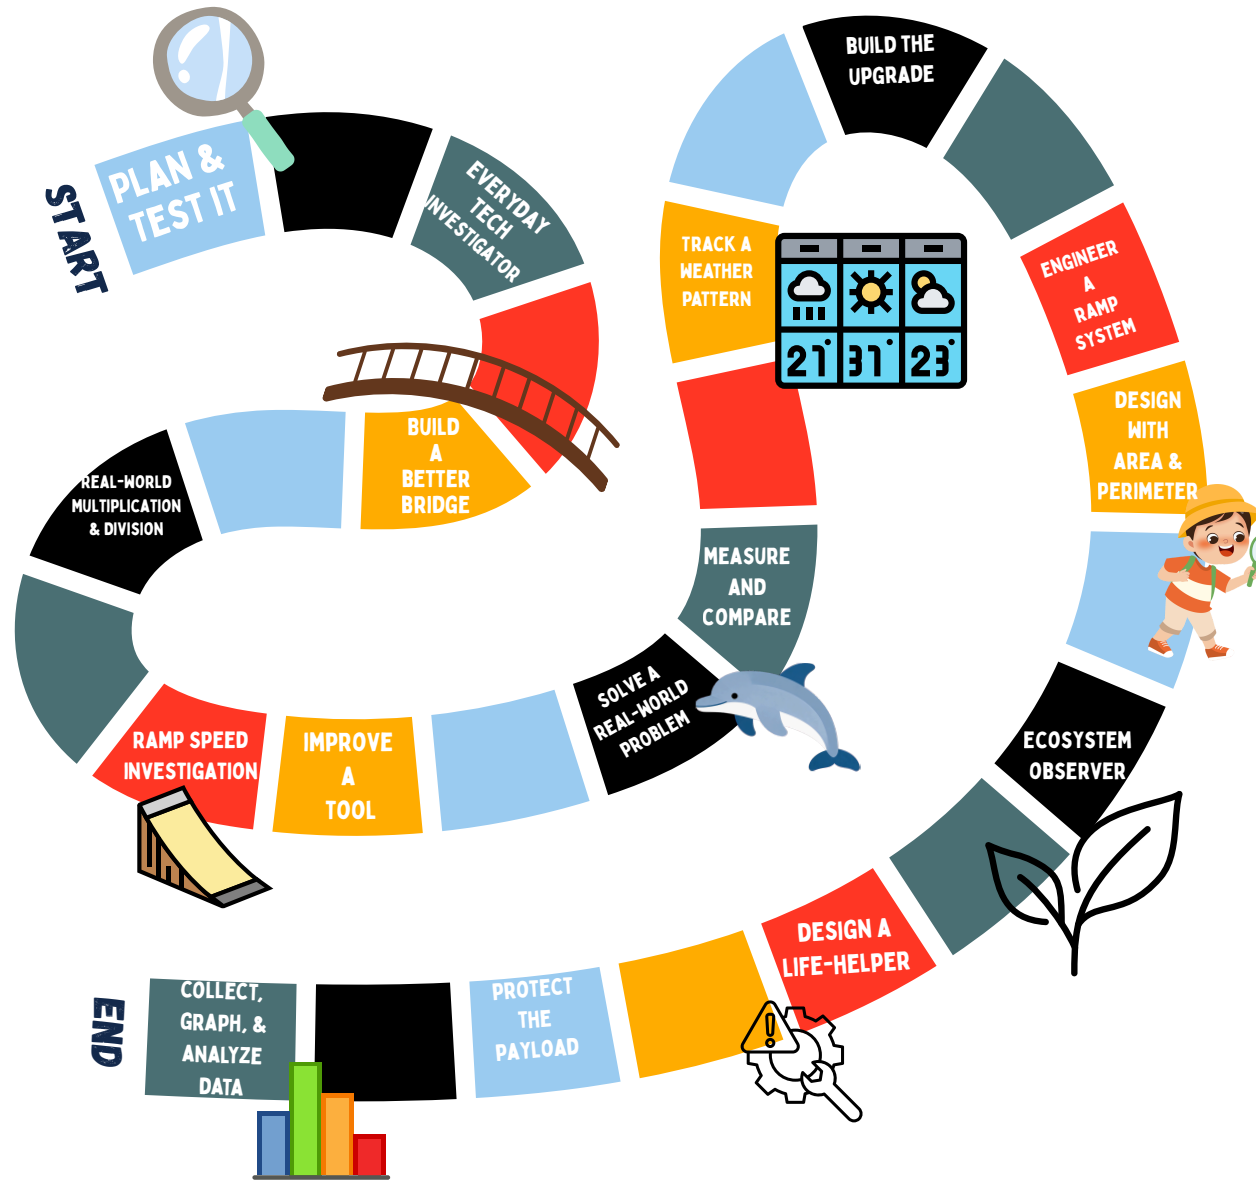 START
PLAN &
TEST IT
EVERYDAY
TECH
INVESTIGATOR
BUILD
A
BETTER
BRIDGE
REAL-WORLD
MULTIPLICATION
& DIVISION
RAMP SPEED
INVESTIGATION
IMPROVE
A
TOOL
SOLVE A
REAL-WORLD
PROBLEM
MEASURE
AND
COMPARE
TRACK A
WEATHER
PATTERN
21°
31°
23°
BUILD THE
UPGRADE
ENGINEER
A
RAMP
SYSTEM
DESIGN
WITH
AREA &
PERIMETER
ECOSYSTEM
OBSERVER
DESIGN A
LIFE-HELPER
!
PROTECT
THE
PAYLOAD
COLLECT,
GRAPH, &
ANALYZE
DATA
END